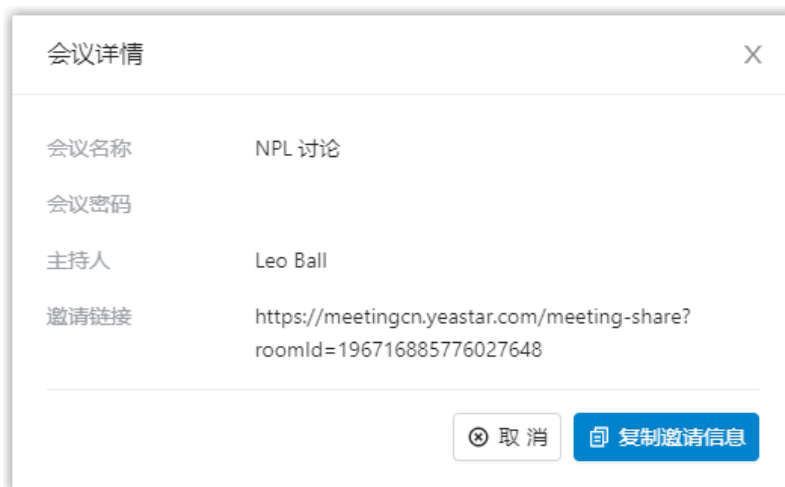 会议详情
会议名称 NPL 讨论
会议密码
主持人 Leo Ball
邀请链接 https://meetingcn.yeastar.com/meeting-share?
roomId=196716885776027648
取 消 复制邀请信息